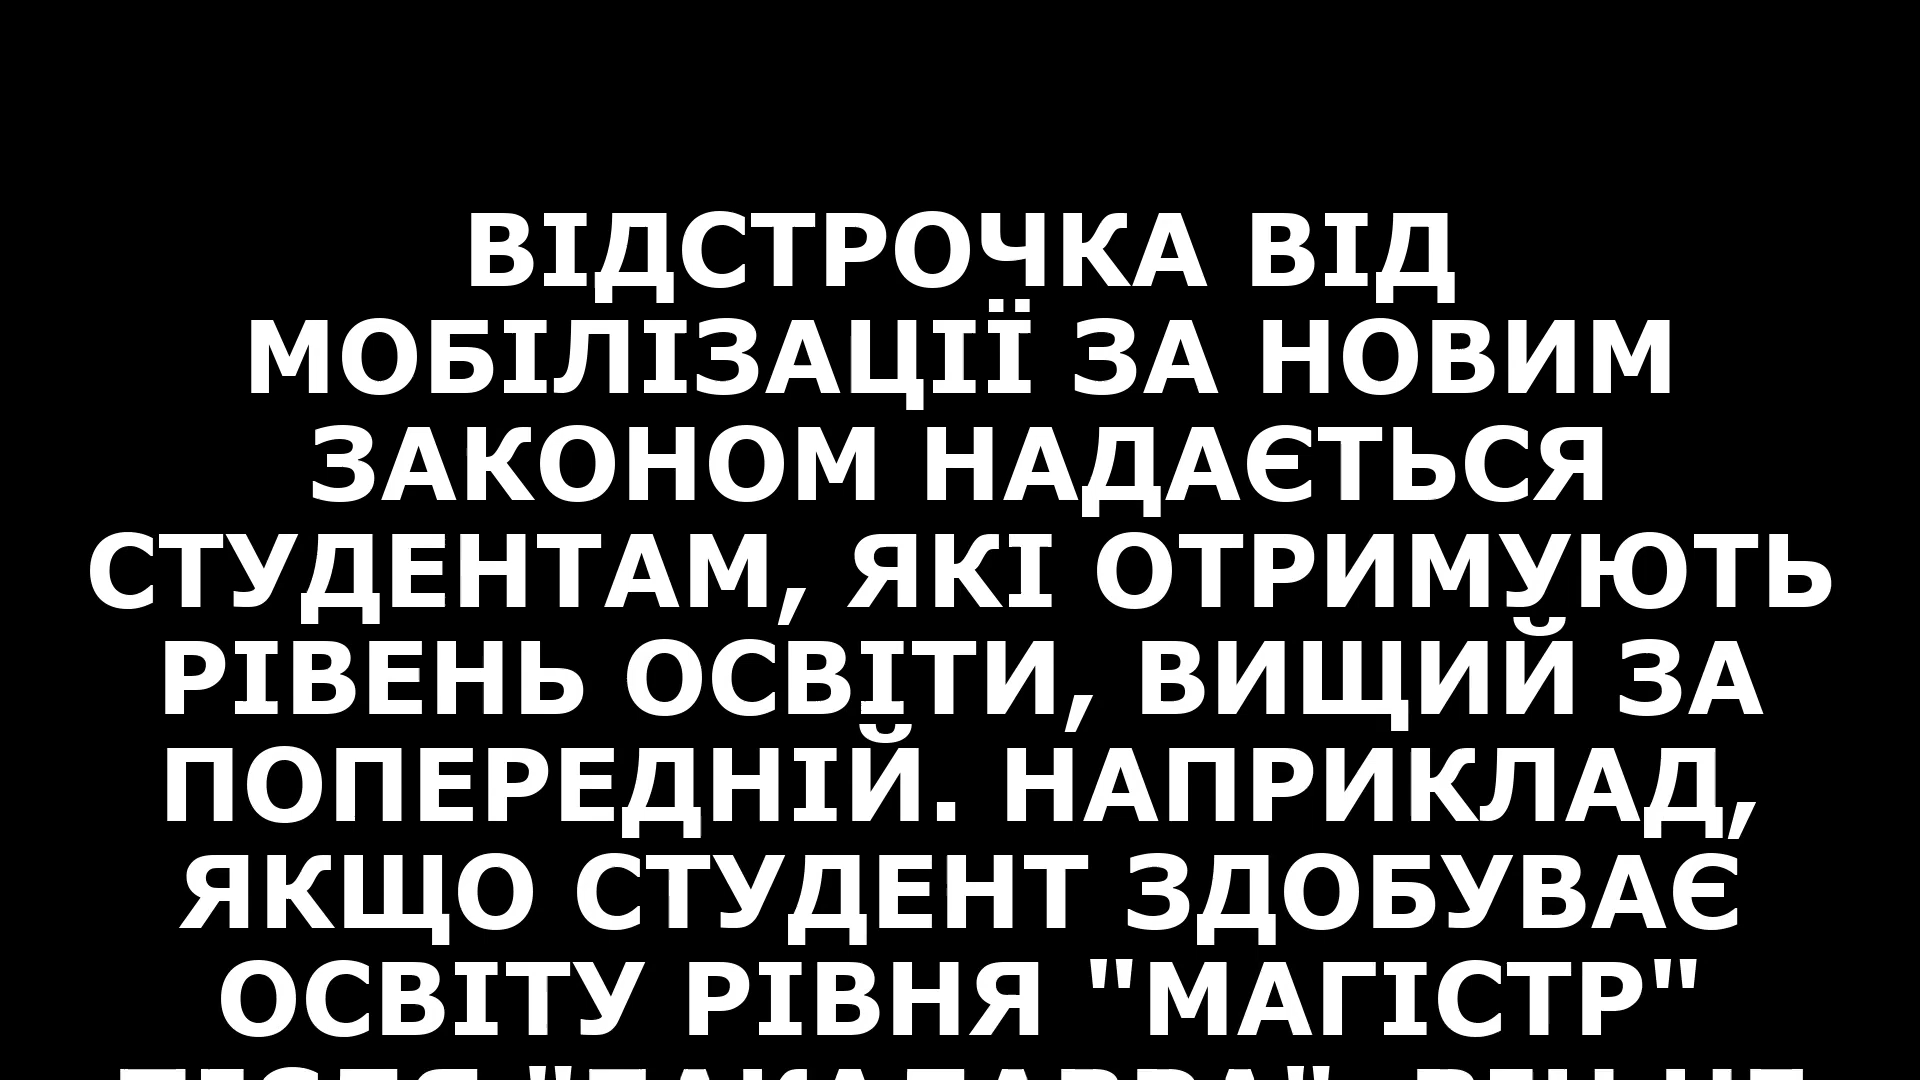 ВІДСТРОЧКА ВІД
МОБІЛІЗАЦІЇ ЗА НОВИМ
ЗАКОНОМ НАДАЄТЬСЯ
СТУДЕНТАМ, ЯКІ ОТРИМУЮТЬ
РІВЕНЬ ОСВІТИ, ВИЩИЙ ЗА
ПОПЕРЕДНІЙ. НАПРИКЛАД,
ЯКЩО СТУДЕНТ ЗДОБУВАЄ
ОСВІТУ РІВНЯ "МАГІСТР"